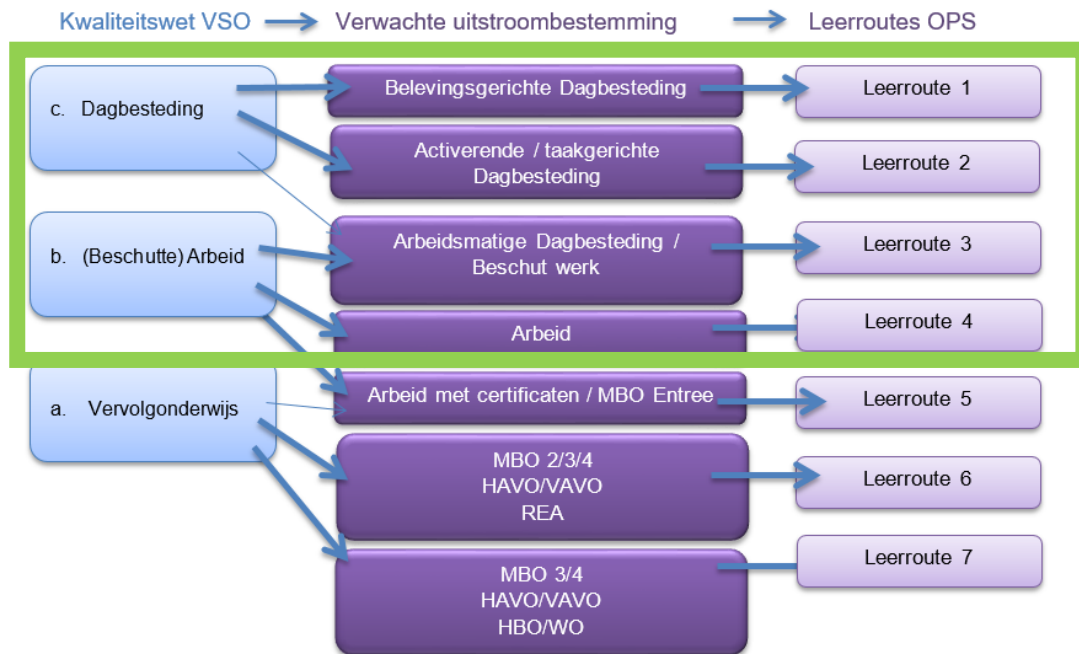 Kwaliteitswet VSO
Verwachte uitstroombestemming
Leerroutes OPS
c. Dagbesteding
Belevingsgerichte Dagbesteding
Leerroute 1
Activerende / taakgerichte
Dagbesteding
Leerroute 2
b. (Beschutte) Arbeid
Arbeidsmatige Dagbesteding /
Beschut werk
Leerroute 3
Arbeid
Leerroute 4
a. Vervolgonderwijs
Arbeid met certificaten / MBO Entree
Leerroute 5
MBO 2/3/4
HAVO/VAVO
REA
Leerroute 6
MBO 3/4
HAVO/VAVO
HBO/WO
Leerroute 7